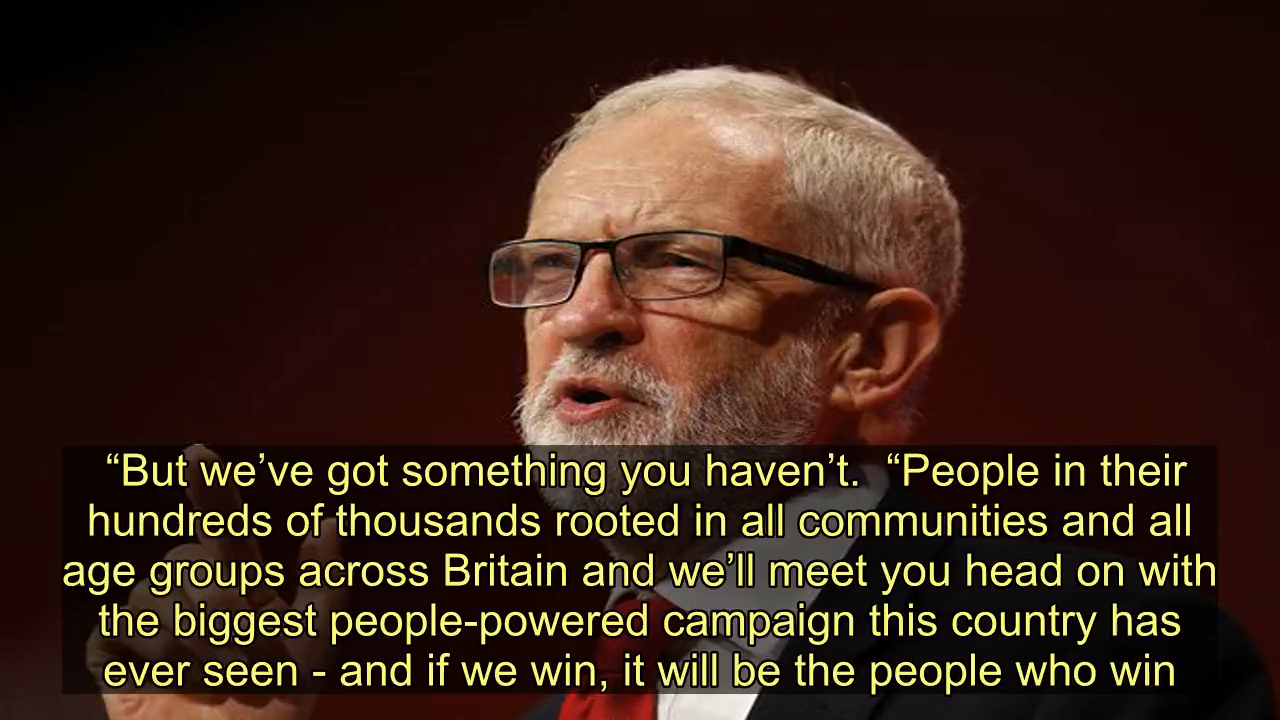 “But we’ve got something you haven’t.  “People in their
hundreds of thousands rooted in all communities and all
age groups across Britain and we’ll meet you head on with
the biggest people-powered campaign this country has
ever seen - and if we win, it will be the people who win